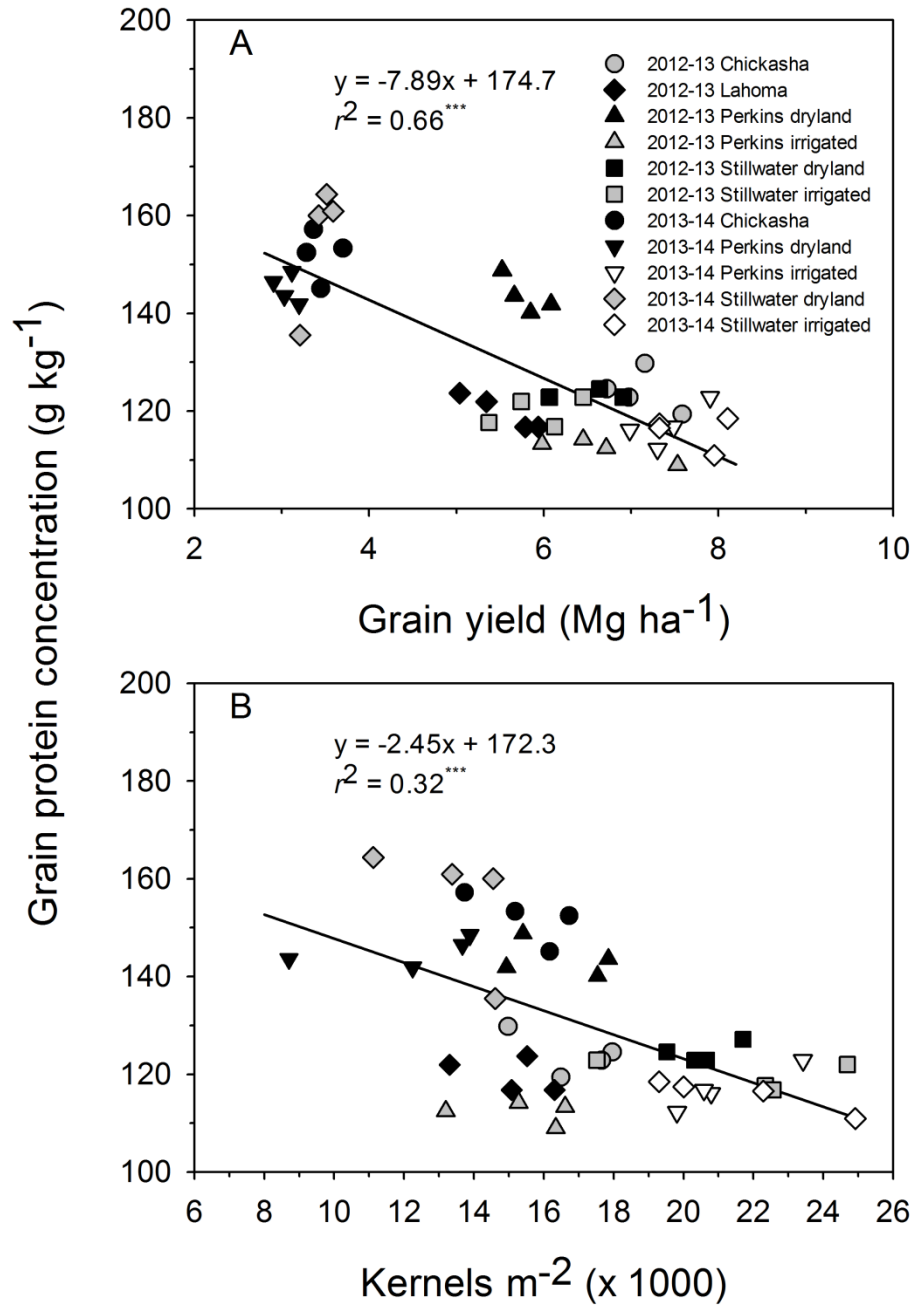 Grain protein concentration (g kg⁻¹)
A
y = -7.89x + 174.7
r² = 0.66***
2012-13 Chickasha
2012-13 Lahoma
2012-13 Perkins dryland
2012-13 Perkins irrigated
2012-13 Stillwater dryland
2012-13 Stillwater irrigated
2013-14 Chickasha
2013-14 Perkins dryland
2013-14 Perkins irrigated
2013-14 Stillwater dryland
2013-14 Stillwater irrigated
200
180
160
140
120
100
2 4 6 8 10
Grain yield (Mg ha⁻¹)
B
y = -2.45x + 172.3
r² = 0.32***
200
180
160
140
120
100
6 8 10 12 14 16 18 20 22 24 26
Kernels m⁻² (x 1000)